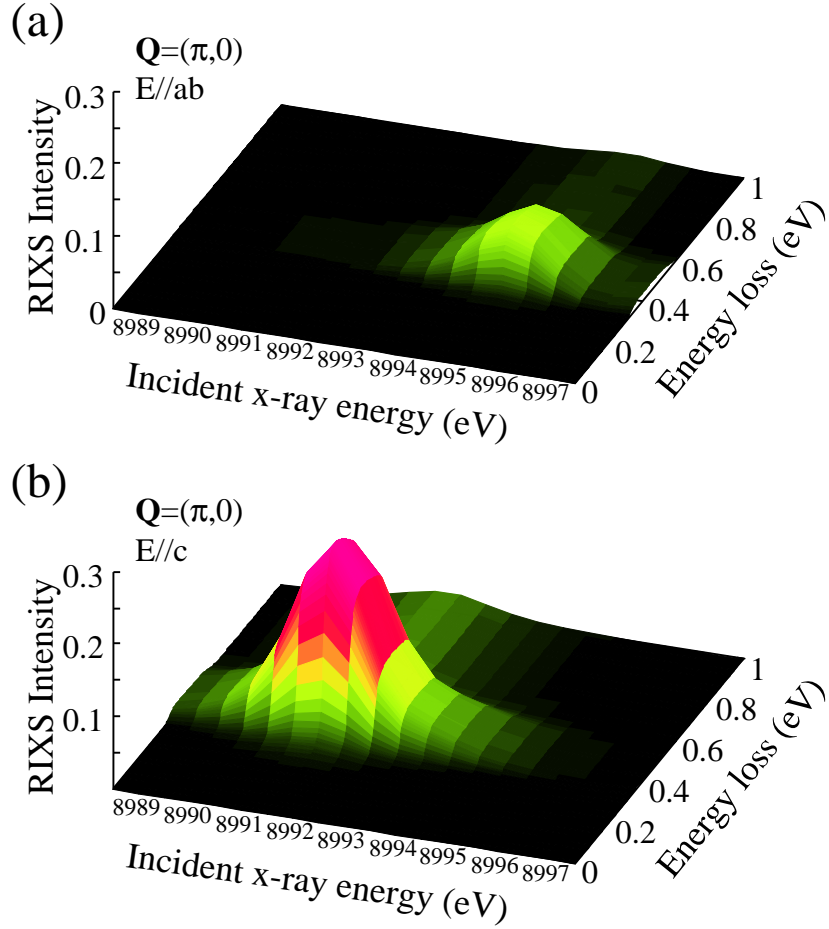 (a)
Q=(π,0)
E//ab
RIXS Intensity
0.3
0.2
0.1
0
8989 8990 8991 8992 8993 8994 8995 8996 8997
Incident x-ray energy (eV)
0 0.2 0.4 0.6 0.8 1
Energy loss (eV)
(b)
Q=(π,0)
E//c
RIXS Intensity
0.3
0.2
0.1
8989 8990 8991 8992 8993 8994 8995 8996 8997
Incident x-ray energy (eV)
0 0.2 0.4 0.6 0.8 1
Energy loss (eV)